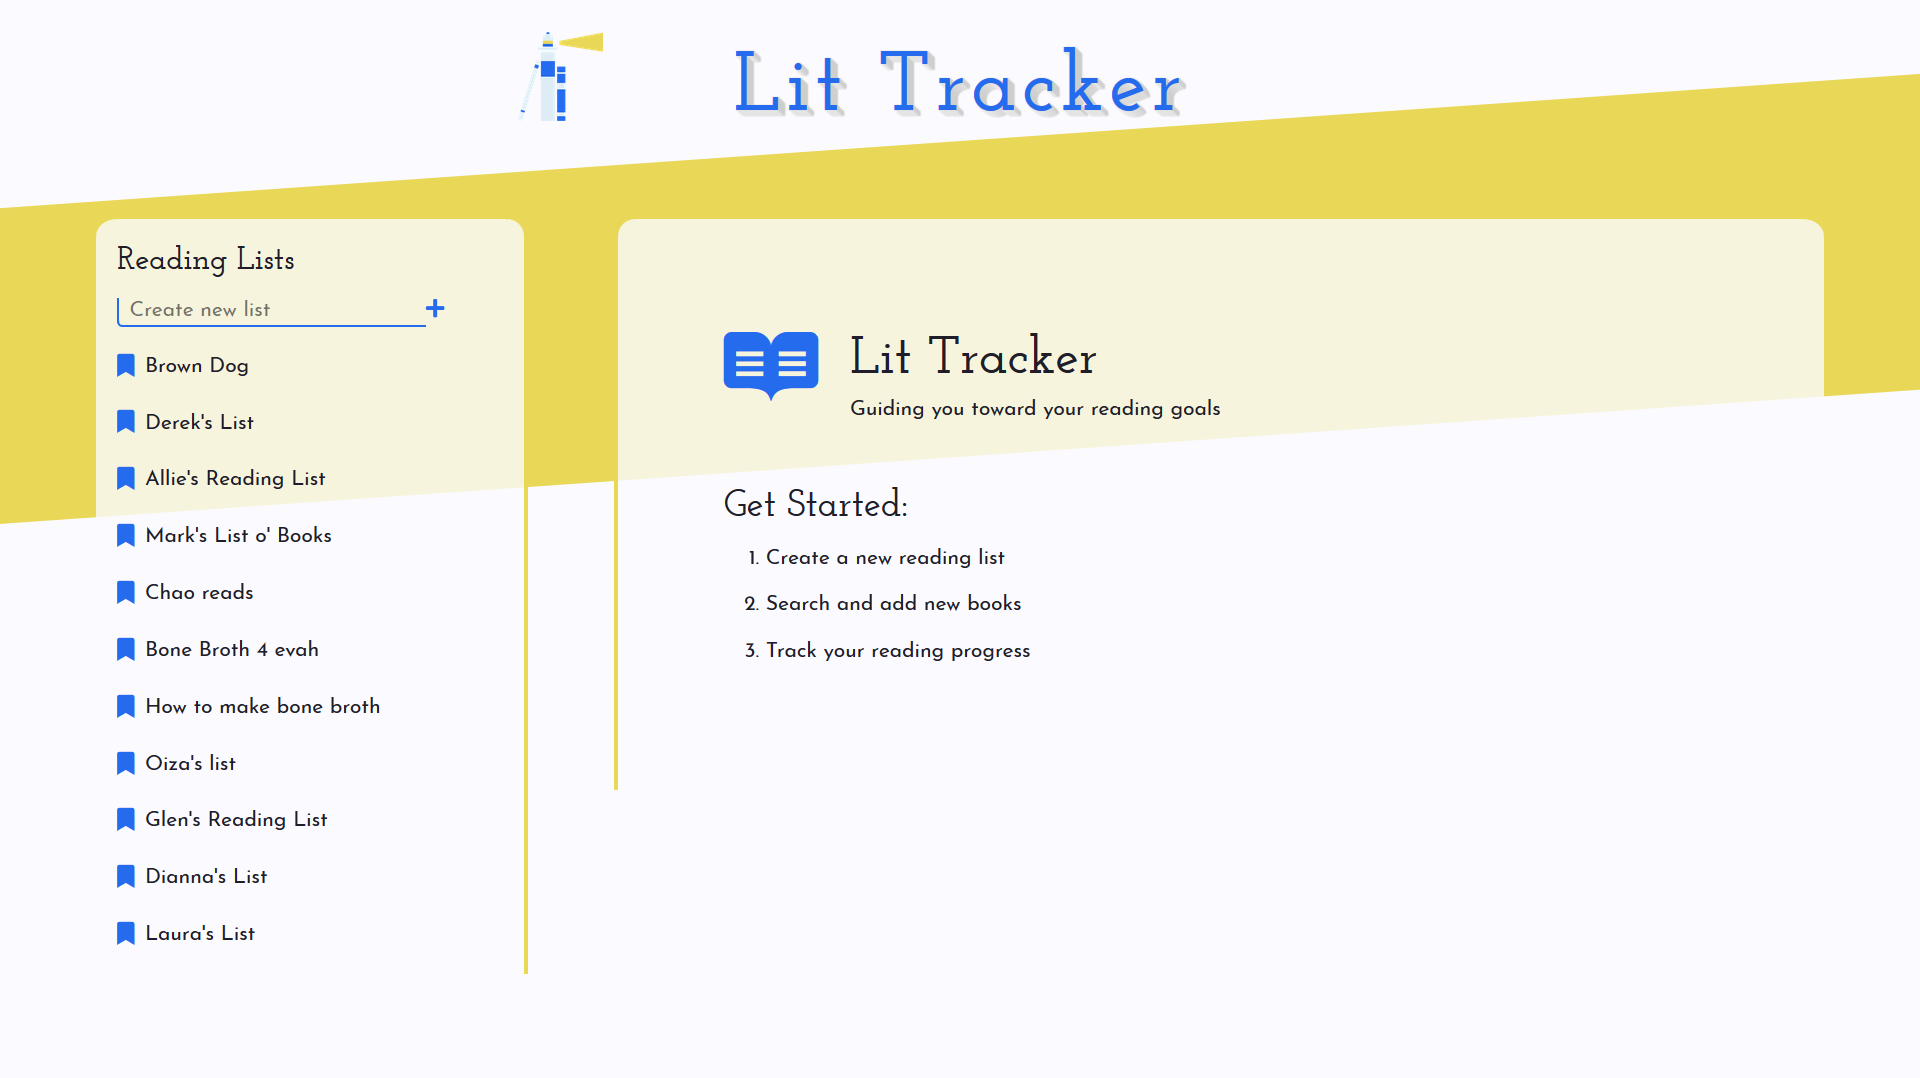 Lit Tracker
Reading Lists
Create new list
Brown Dog
Derek's List
Allie's Reading List
Mark's List o' Books
Chao reads
Bone Broth 4 evah
How to make bone broth
Oiza's list
Glen's Reading List
Dianna's List
Laura's List
Lit Tracker
Guiding you toward your reading goals
Get Started:
1. Create a new reading list
2. Search and add new books
3. Track your reading progress